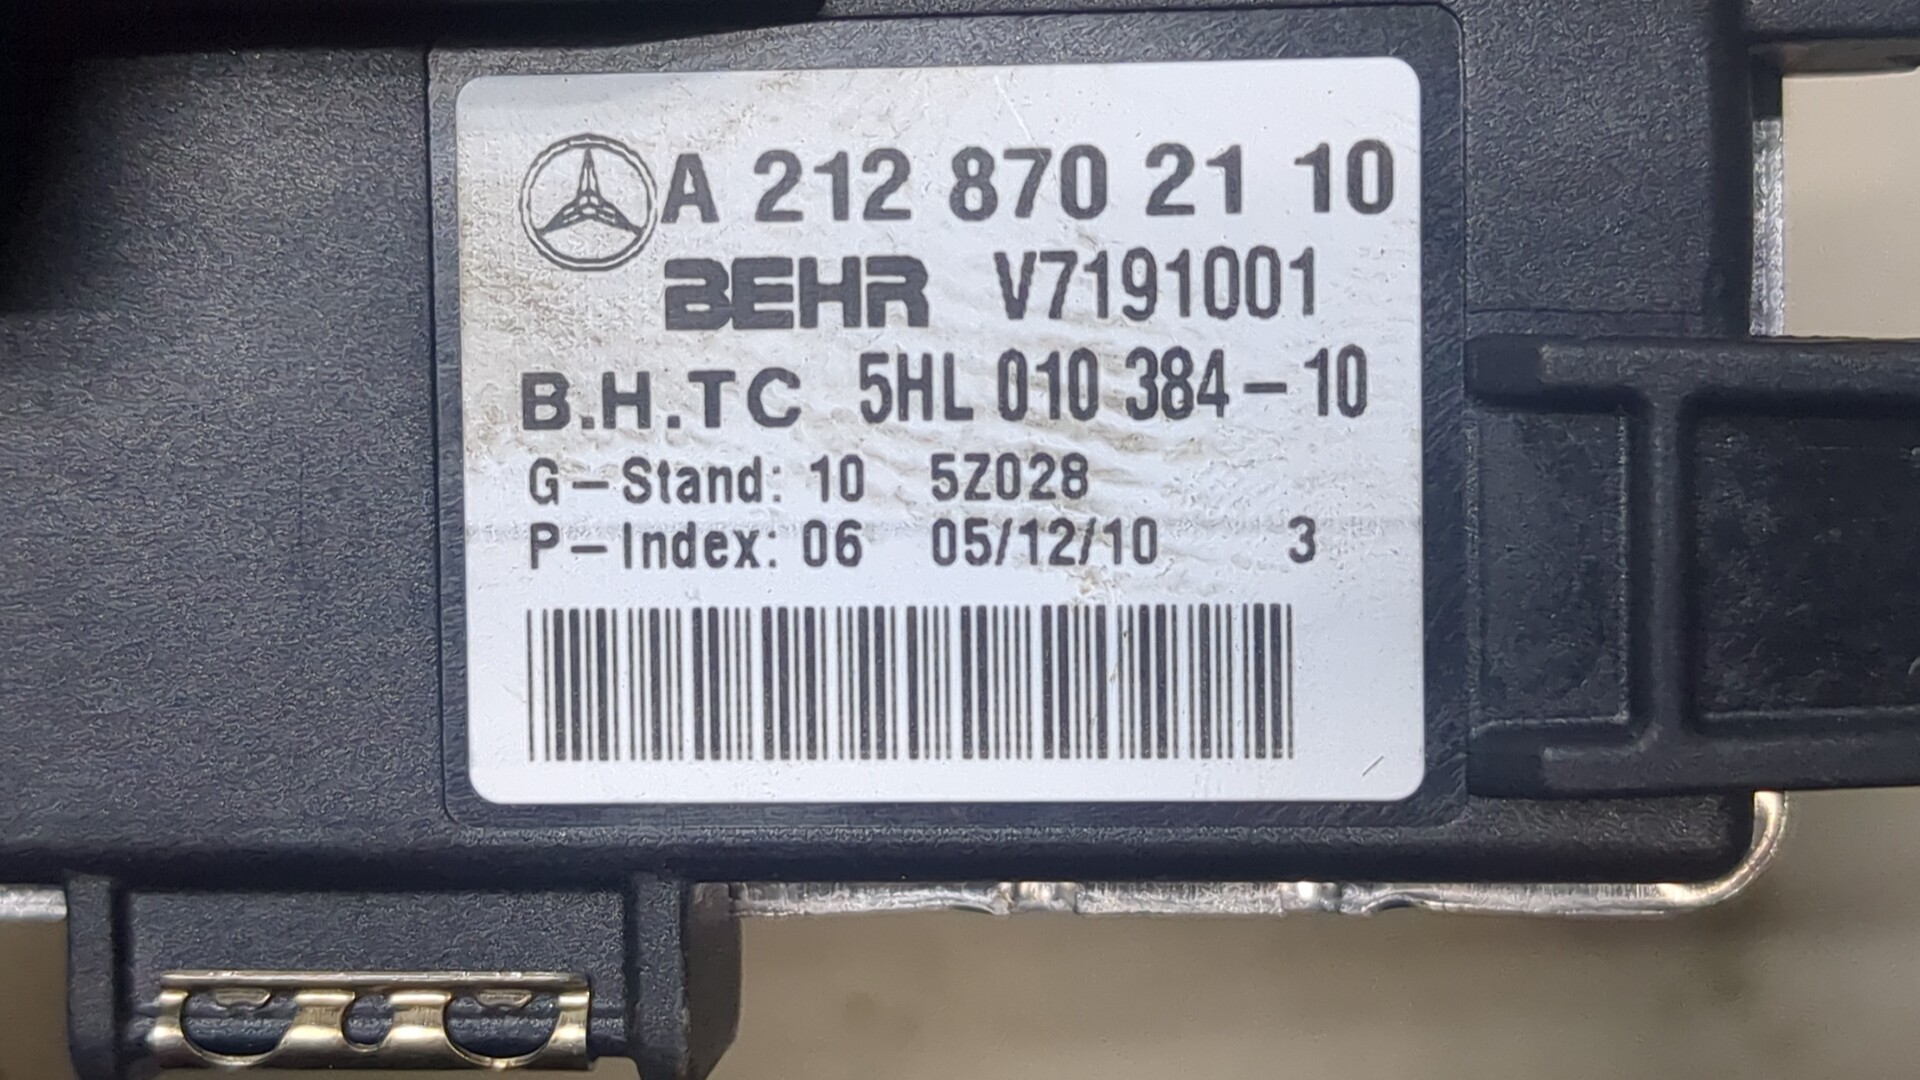 A 212 870 21 10
BEHR V7191001
B.H.TC 5HL 010 384-10
G-Stand: 10 5Z028
P-Index: 06 05/12/10 3